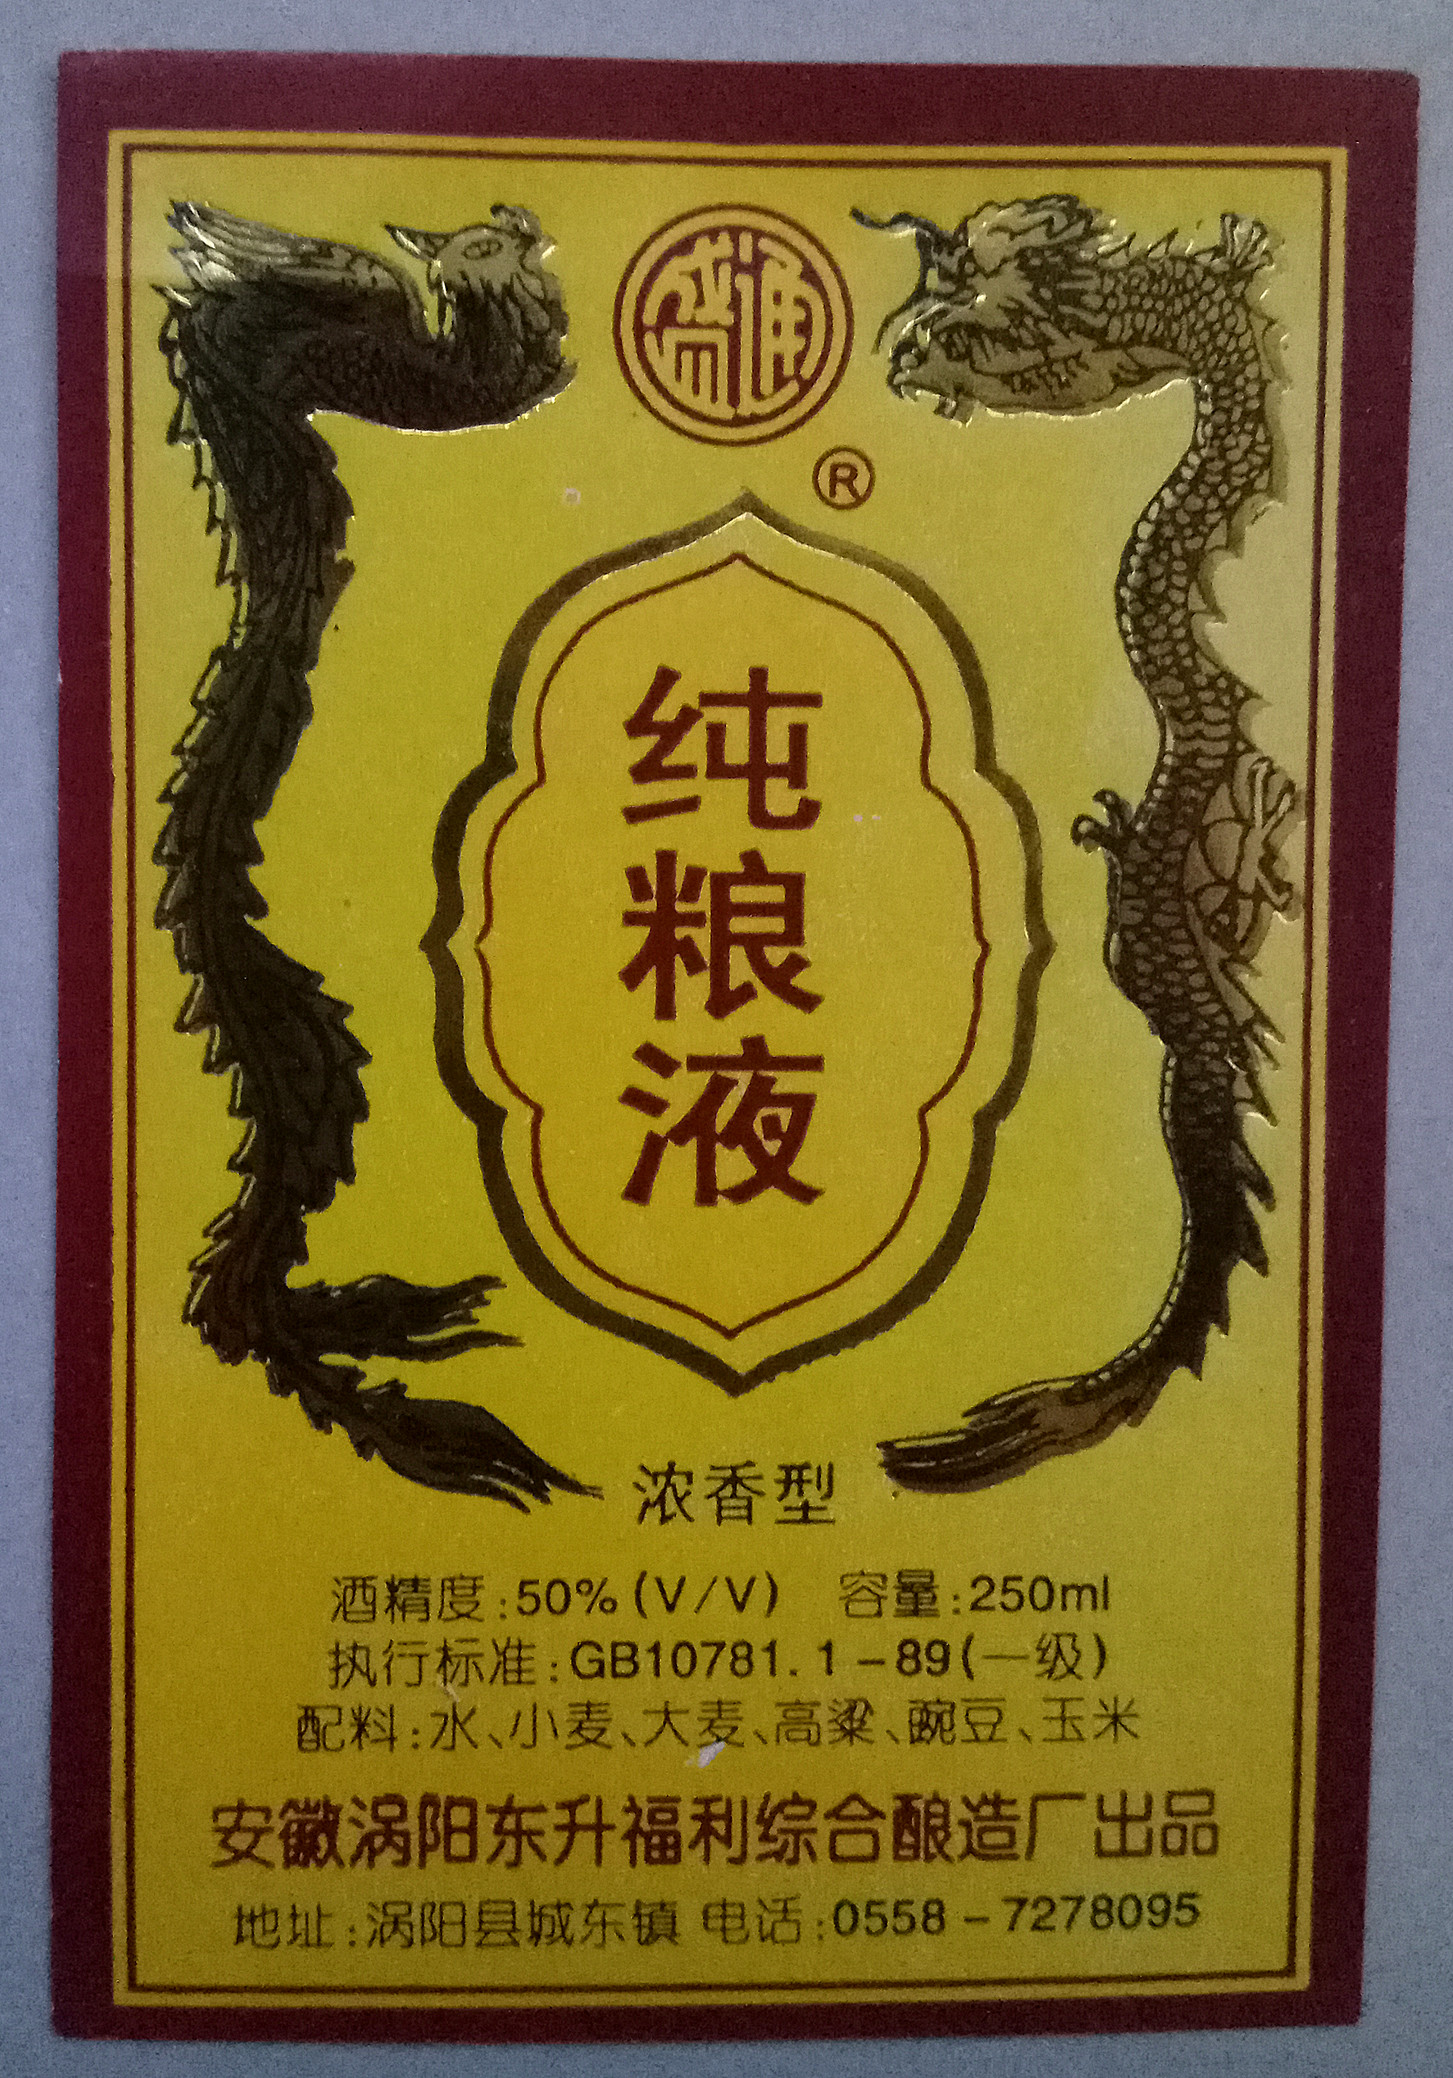 盛通
®
纯粮液
浓香型
酒精度:50%(V/V) 容量:250ml
执行标准:GB10781.1-89(一级)
配料:水、小麦、大麦、高粱、豌豆、玉米
安徽涡阳东升福利综合酿造厂出品
地址:涡阳县城东镇 电话:0558-7278095